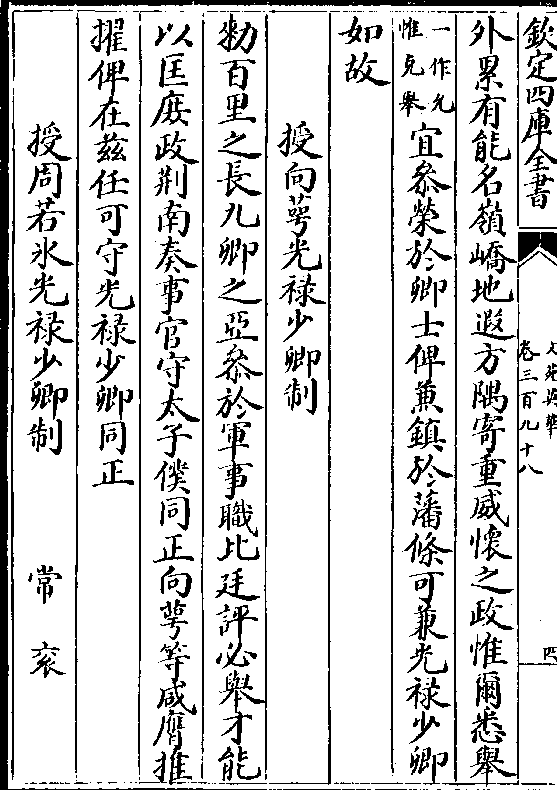 欽定四庫全書
文苑英華
卷三百九十八
四
外累有能名嶺嶠地遐方隅寄重威懷之政惟爾悉舉
一作允惟克舉宜叅榮於卿士俾兼鎮於藩條可兼光禄少卿
如故
授向萼光禄少卿制
勑百里之長九卿之亞叅於軍事職比廷評必舉才能
以匡庶政荆南奏事官守太子僕同正向萼等咸膺推
擢俾在兹任可守光禄少卿同正
授周若氷光禄少卿制 常衮